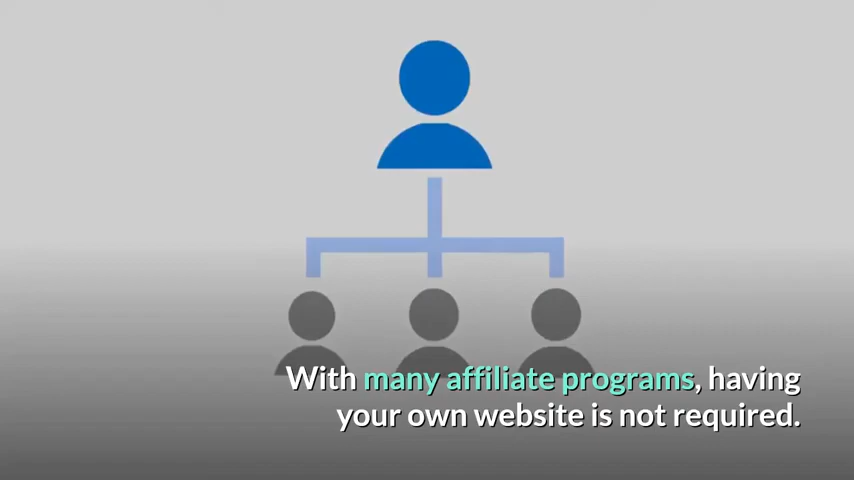 With many affiliate programs, having
your own website is not required.